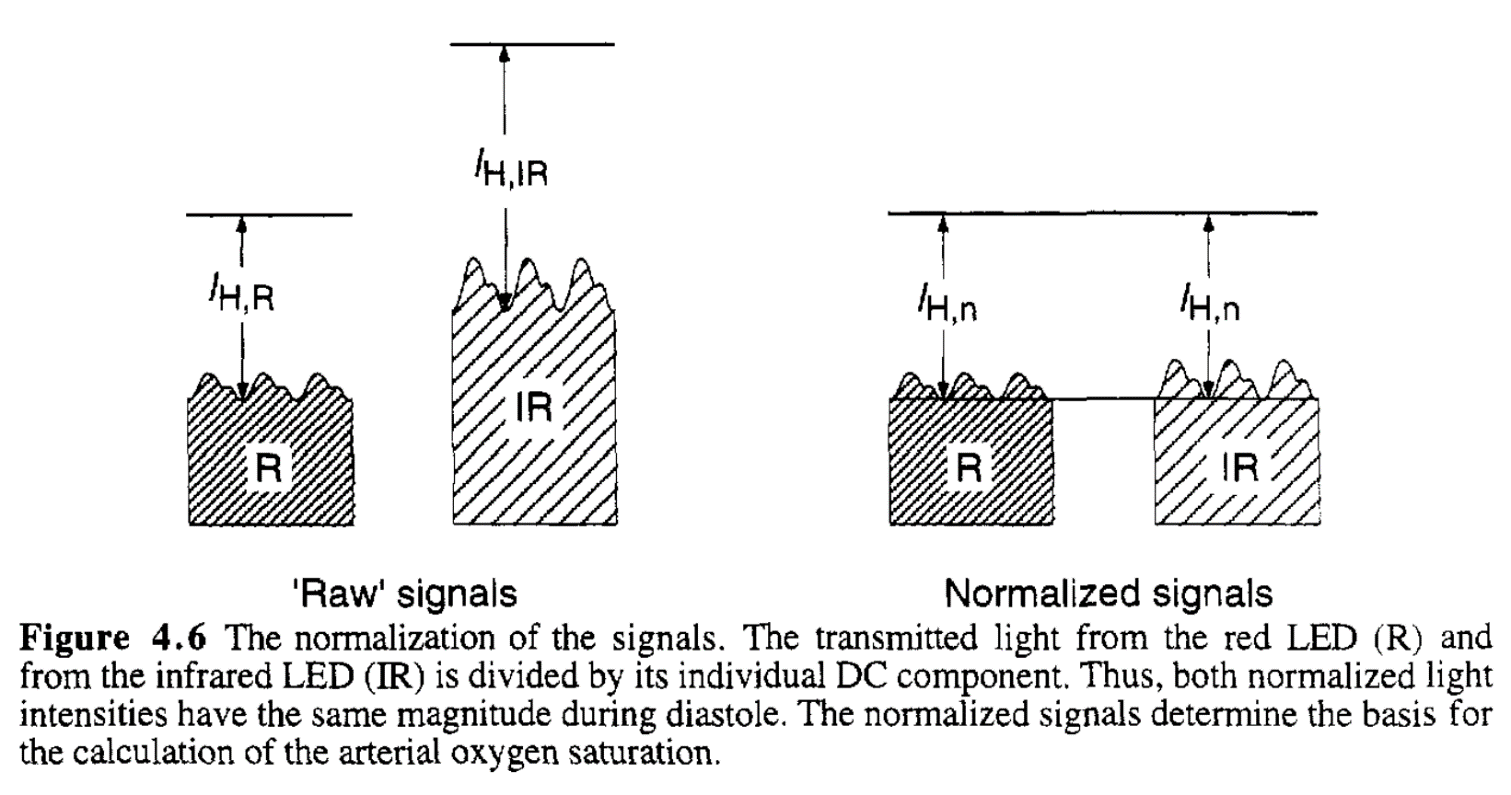 I_H,IR
I_H,R
I_H,n I_H,n
IR
R R IR
'Raw' signals Normalized signals
Figure 4.6 The normalization of the signals. The transmitted light from the red LED (R) and
from the infrared LED (IR) is divided by its individual DC component. Thus, both normalized light
intensities have the same magnitude during diastole. The normalized signals determine the basis for
the calculation of the arterial oxygen saturation.